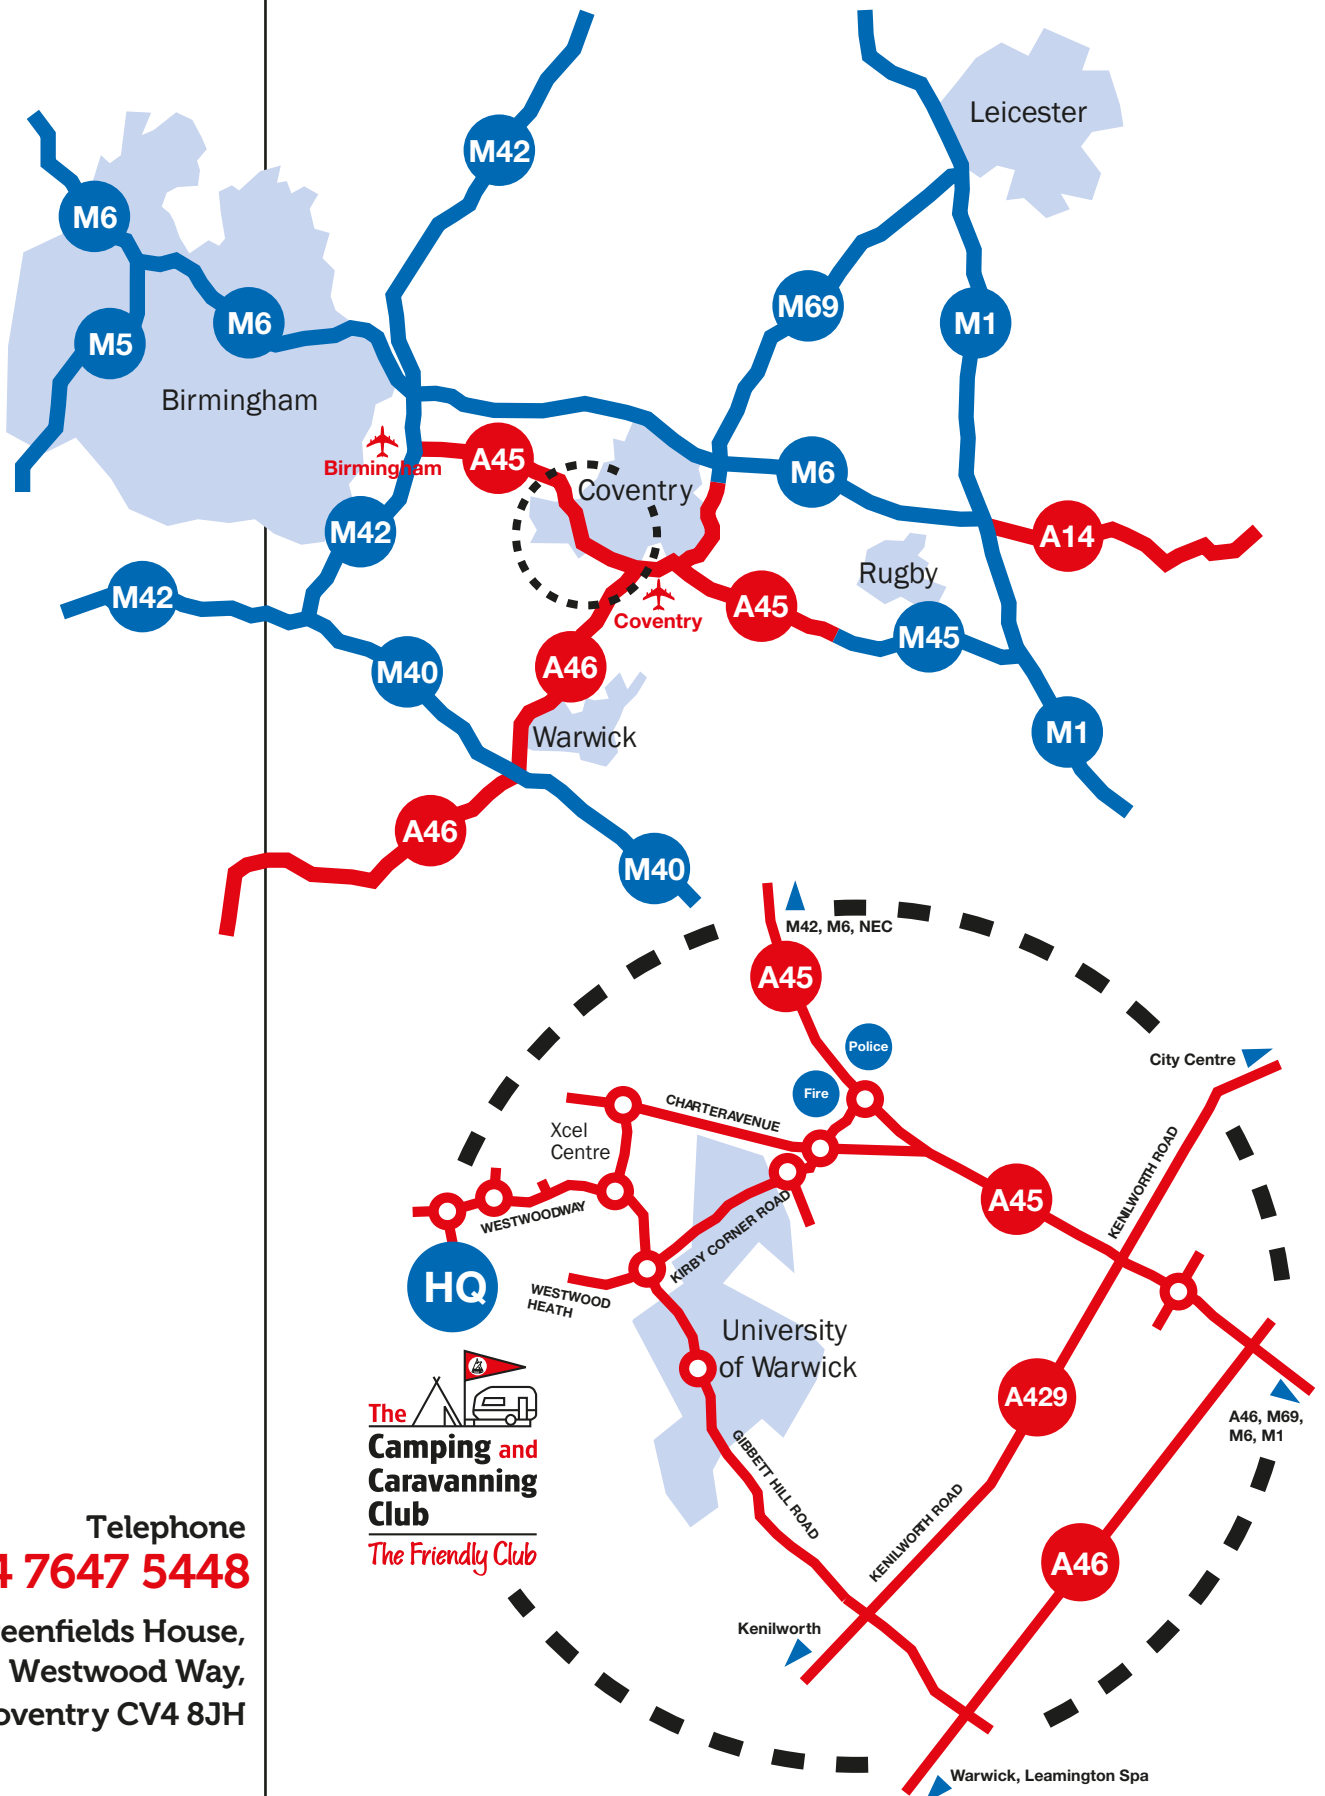 M42
Leicester
M6
M69
M1
M6
M5
Birmingham
Birmingham
A45
Coventry
M6
M42
A14
Rugby
M42
A45
Coventry
M45
M40
A46
Warwick
M1
A46
M40
M42, M6, NEC
A45
Police
City Centre
Fire
CHARTER AVENUE
Xcel
Centre
KENILWORTH ROAD
A45
WESTWOOD WAY
KIRBY CORNER ROAD
HQ
WESTWOOD
HEATH
University
of Warwick
A429
A46, M69,
M6, M1
The
Camping and
Caravanning
Club
The Friendly Club
GIBBETT HILL ROAD
KENILWORTH ROAD
A46
Kenilworth
Warwick, Leamington Spa
Telephone
4 7647 5448
eenfields House,
Westwood Way,
oventry CV4 8JH